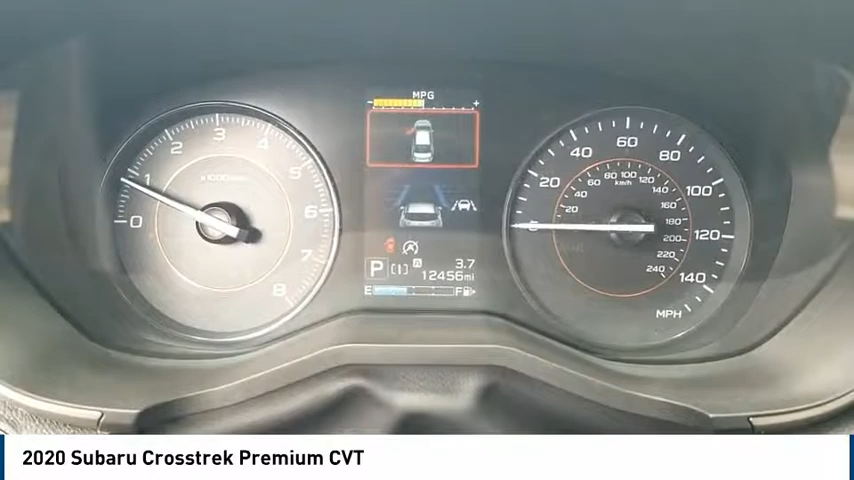 MPG
- +
0 1 2 3 4 5 6 7 8
x1000r/min
20 40 60 80 100 120 140
20 40 60 80 100 120 140 160 180 200 220 240
km/h
MPH
A
3.7
P
12456mi
E F
2020 Subaru Crosstrek Premium CVT